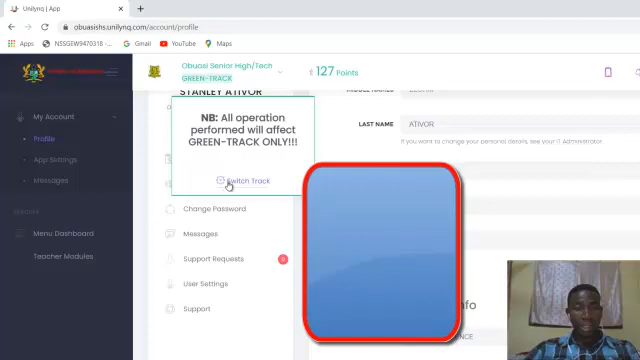 Unilynq | App
obuasishs.unilynq.com/account/profile
Apps
NSSGEW9470318 -
Gmail
YouTube
Maps
Obuasi Senior High/Tech
GREEN-TRACK
127 Points
My Account
Profile
App Settings
Messages
Menu Dashboard
Teacher Modules
STANLEY ATIVOR
NB: All operation
performed will affect
GREEN-TRACK ONLY!!!
Switch Track
Change Password
Messages
Support Requests
0
User Settings
Support
LAST NAME
ATIVOR
If you want to change your personal details, see your IT Administrator.